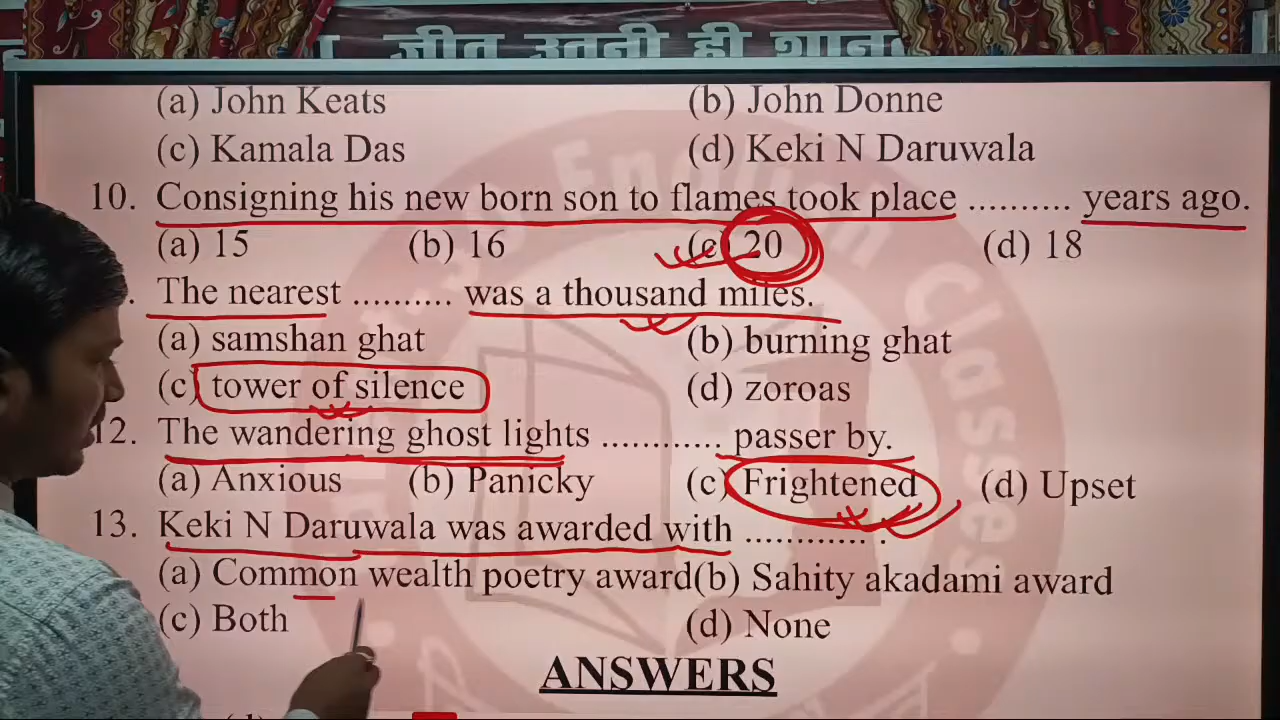 जीत उतनी ही शान
(a) John Keats (b) John Donne
(c) Kamala Das (d) Keki N Daruwala
10. Consigning his new born son to flames took place .......... years ago.
(a) 15 (b) 16 (c) 20 (d) 18
. The nearest .......... was a thousand miles.
(a) samshan ghat (b) burning ghat
(c) tower of silence (d) zoroas
12. The wandering ghost lights ............ passer by.
(a) Anxious (b) Panicky (c) Frightened (d) Upset
13. Keki N Daruwala was awarded with ..............
(a) Common wealth poetry award(b) Sahity akadami award
(c) Both (d) None
ANSWERS
English Classes